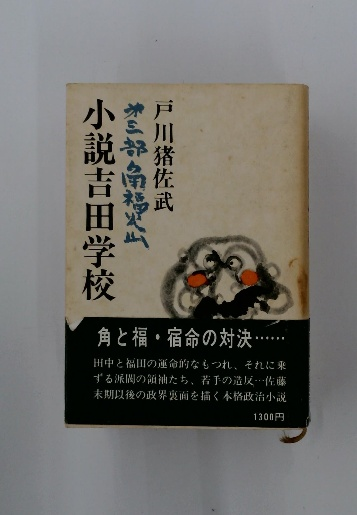 戸川猪佐武
小説吉田学校
第三部角福火山
角と福・宿命の対決……
田中と福田の運命的なもつれ、それに乗
ずる派閥の領袖たち、若手の造反…佐藤
末期以後の政界裏面を描く本格政治小説
1300円